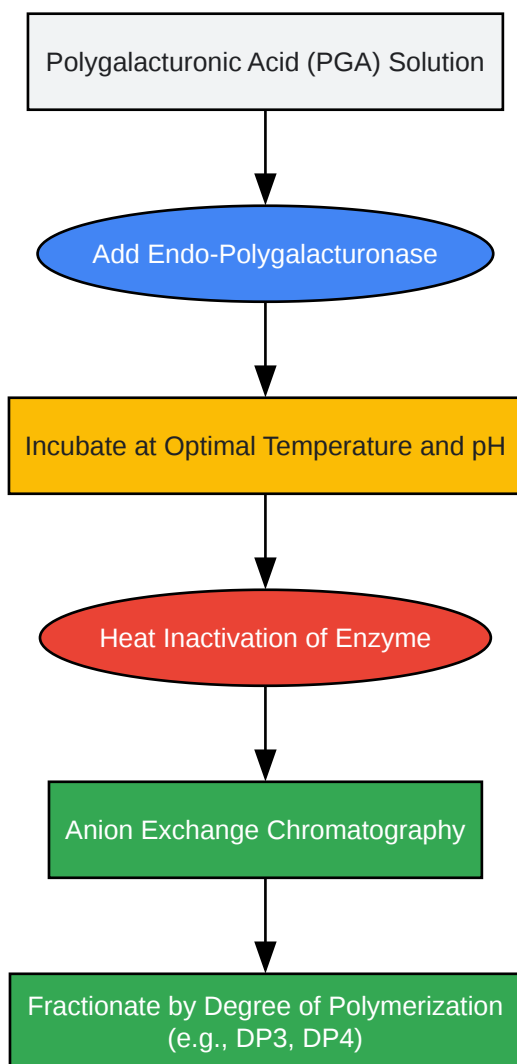 Polygalacturonic Acid (PGA) Solution
Add Endo-Polygalacturonase
Incubate at Optimal Temperature and pH
Heat Inactivation of Enzyme
Anion Exchange Chromatography
Fractionate by Degree of Polymerization
(e.g., DP3, DP4)